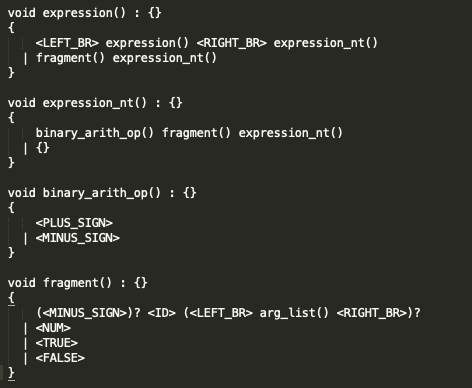 void expression() : {}
{
    <LEFT_BR> expression() <RIGHT_BR> expression_nt()
  | fragment() expression_nt()
}
void expression_nt() : {}
{
    binary_arith_op() fragment() expression_nt()
  | {}
}
void binary_arith_op() : {}
{
    <PLUS_SIGN>
  | <MINUS_SIGN>
}
void fragment() : {}
{
    (<MINUS_SIGN>)? <ID> (<LEFT_BR> arg_list() <RIGHT_BR>)?
  | <NUM>
  | <TRUE>
  | <FALSE>
}